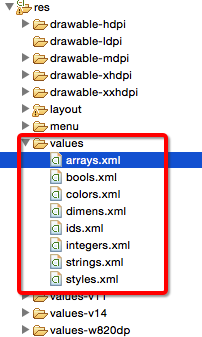 res
drawable-hdpi
drawable-ldpi
drawable-mdpi
drawable-xhdpi
drawable-xxhdpi
layout
menu
values
arrays.xml
bools.xml
colors.xml
dimens.xml
ids.xml
integers.xml
strings.xml
styles.xml
values-v11
values-v14
values-w820dp